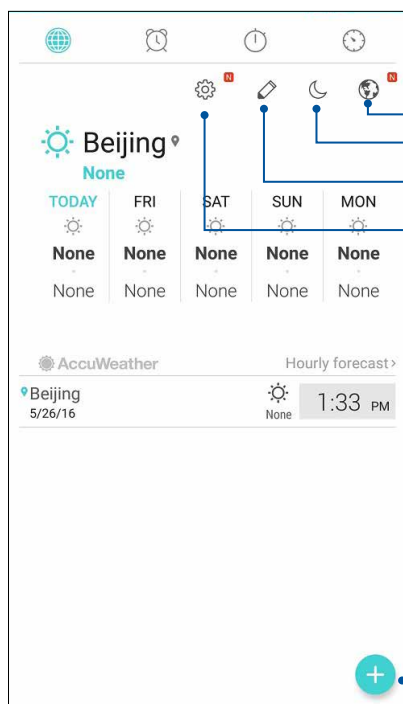 N N
Beijing
None
TODAY FRI SAT SUN MON
None None None None None
None None None None None
AccuWeather Hourly forecast>
Beijing
5/26/16 None 1:33 PM